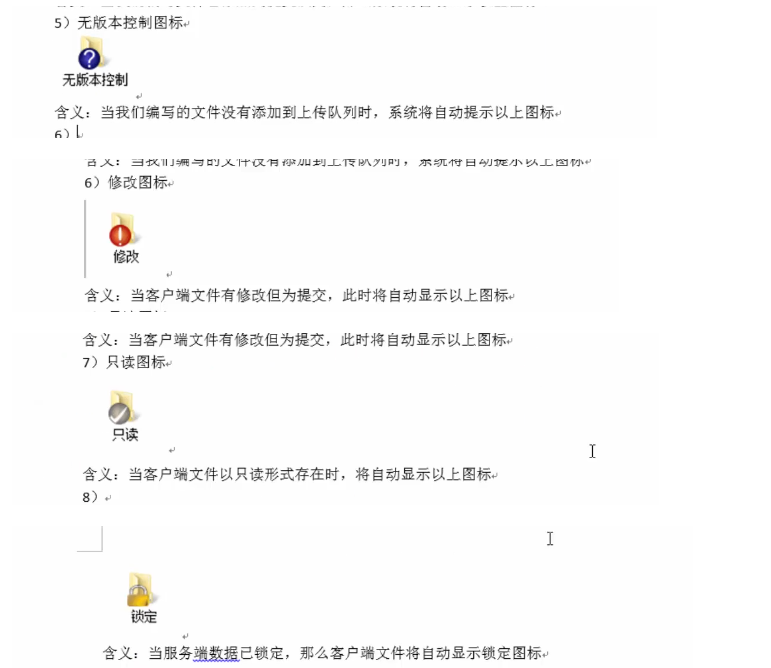 5）无版本控制图标
无版本控制
含义：当我们编写的文件没有添加到上传队列时，系统将自动提示以上图标
6）
含义：当我们编写的文件没有添加到上传队列时，系统将自动提示以上图标
6）修改图标
修改
含义：当客户端文件有修改但为提交，此时将自动显示以上图标
含义：当客户端文件有修改但为提交，此时将自动显示以上图标
7）只读图标
只读
含义：当客户端文件以只读形式存在时，将自动显示以上图标
8）
锁定
含义：当服务端数据已锁定，那么客户端文件将自动显示锁定图标